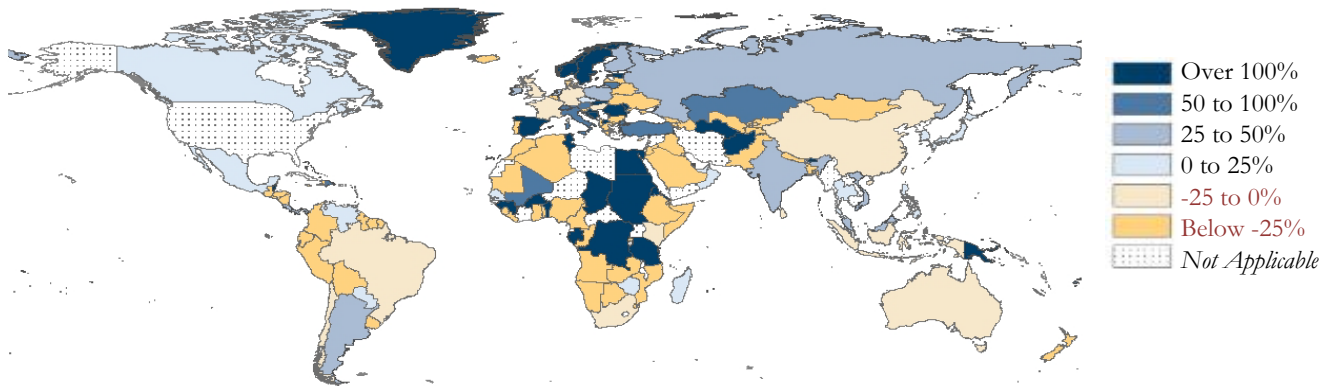 Over 100%
50 to 100%
25 to 50%
0 to 25%
-25 to 0%
Below -25%
Not Applicable